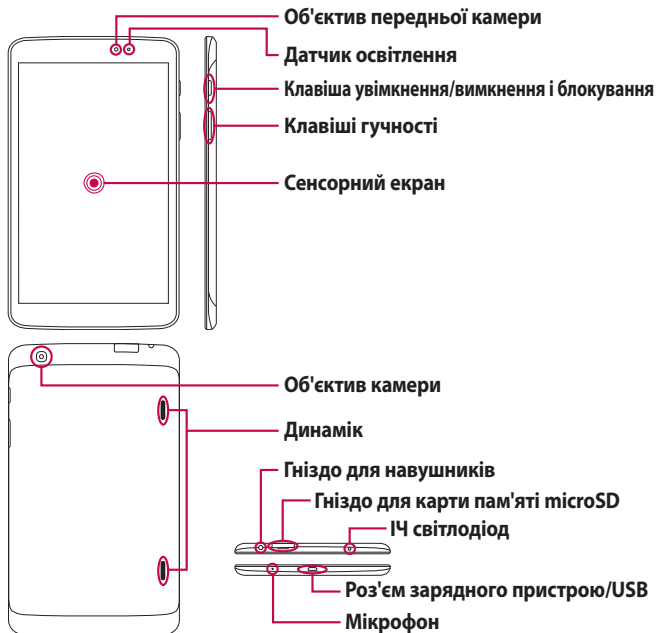 Об'єктив передньої камери
Датчик освітлення
Клавіша увімкнення/вимкнення і блокування
Клавіші гучності
Сенсорний екран
Об'єктив камери
Динамік
Гніздо для навушників
Гніздо для карти пам'яті microSD
ІЧ світлодіод
Роз'єм зарядного пристрою/USB
Мікрофон